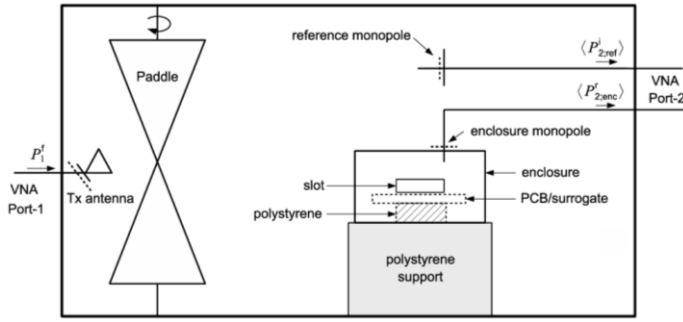 reference monopole
⟨P^i_{2;ref}⟩
VNA
Port-2
Paddle
⟨P^r_{2;enc}⟩
enclosure monopole
P^f_1
VNA
Port-1
Tx antenna
enclosure
slot
PCB/surrogate
polystyrene
polystyrene
support